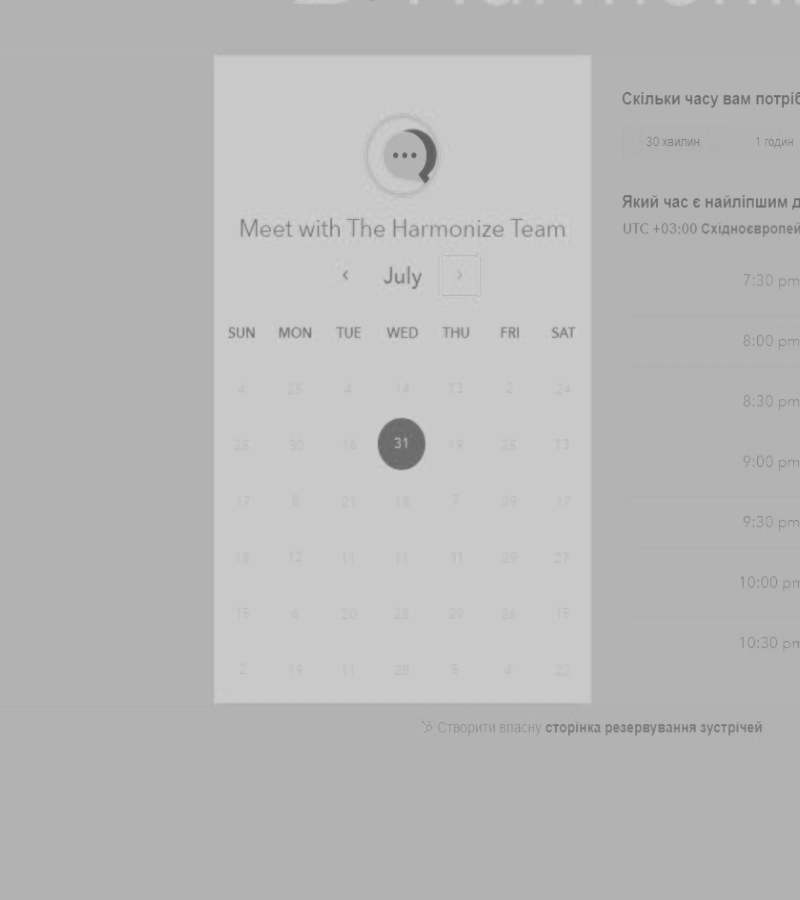 Meet with The Harmonize Team
‹ July ›
SUN MON TUE WED THU FRI SAT
4 25 4 14 13 2 24
25 30 16 31 19 25 13
17 8 21 18 7 29 17
18 12 11 11 31 29 27
15 6 20 25 29 26 15
2 19 11 28 5 4 22
Скільки часу вам потріб
30 хвилин 1 годин
Який час є найліпшим д
UTC +03:00 Східноєвропей
7:30 pm
8:00 pm
8:30 pm
9:00 pm
9:30 pm
10:00 pm
10:30 pm
Створити власну сторінка резервування зустрічей